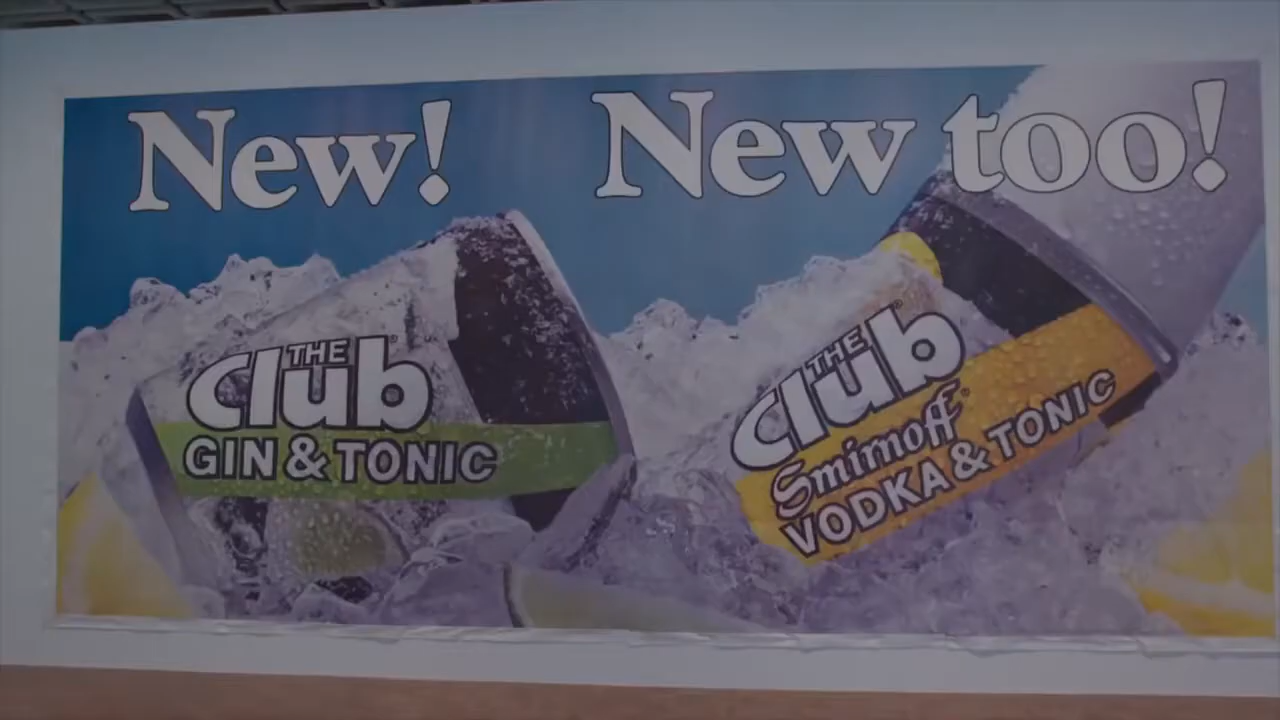 New!
New too!
THE
Club
GIN & TONIC
THE
Club
Smirnoff
VODKA & TONIC